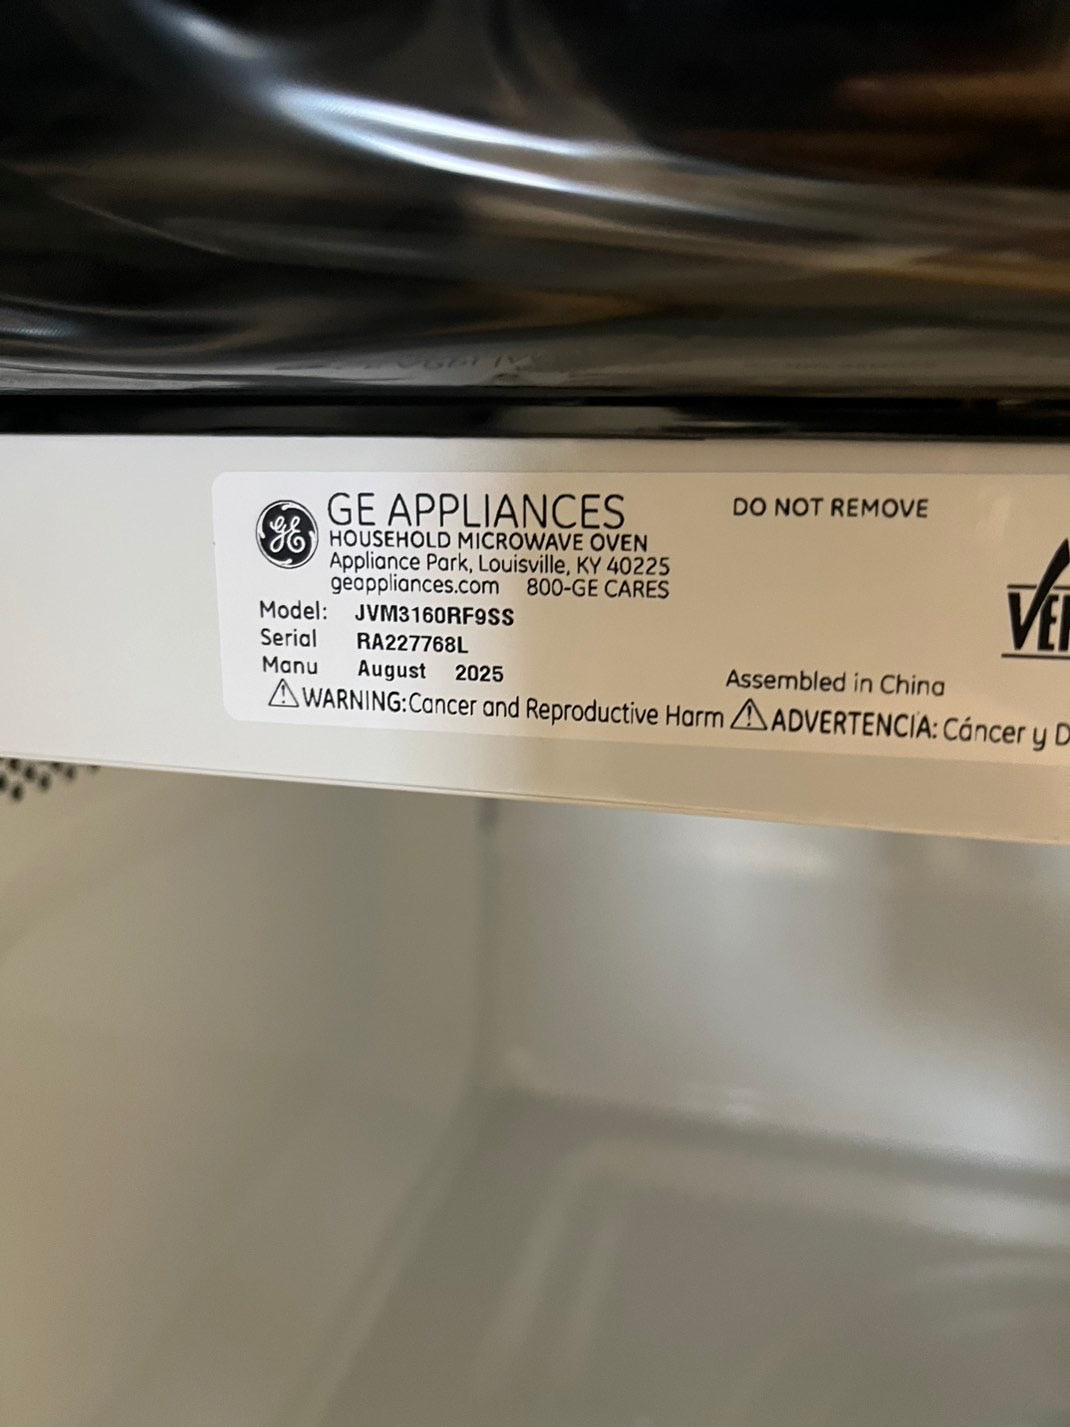 GE APPLIANCES
HOUSEHOLD MICROWAVE OVEN
Appliance Park, Louisville, KY 40225
geappliances.com 800-GE CARES
DO NOT REMOVE
Model: JVM3160RF9SS
Serial RA227768L
Manu August 2025
Assembled in China
WARNING:Cancer and Reproductive Harm ADVERTENCIA: Cáncer y D
VE